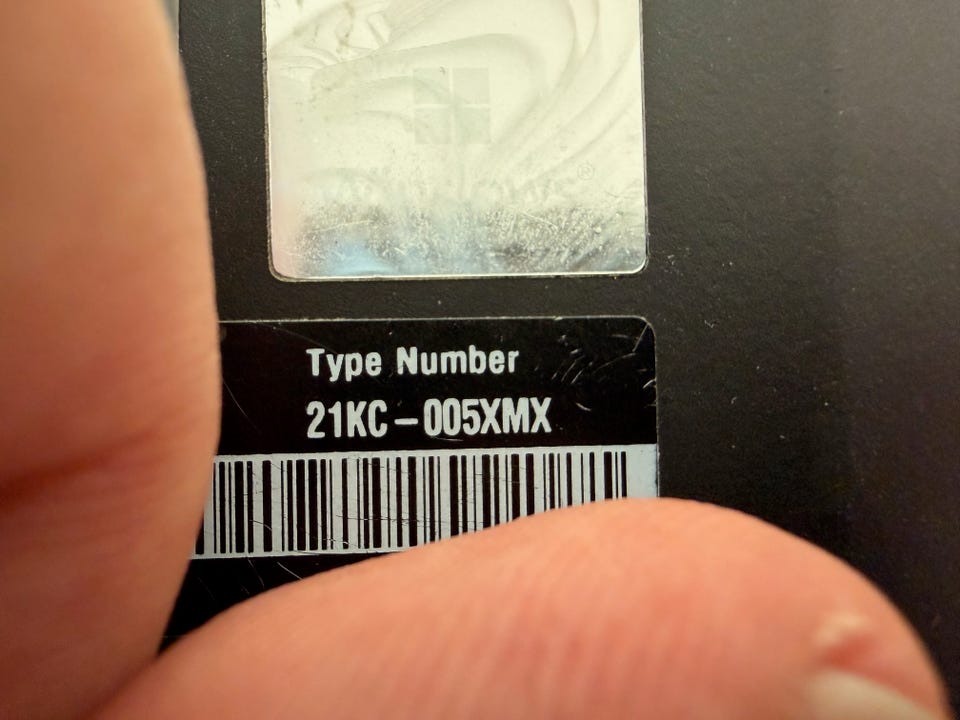 ®
Type Number
21KC-005XMX